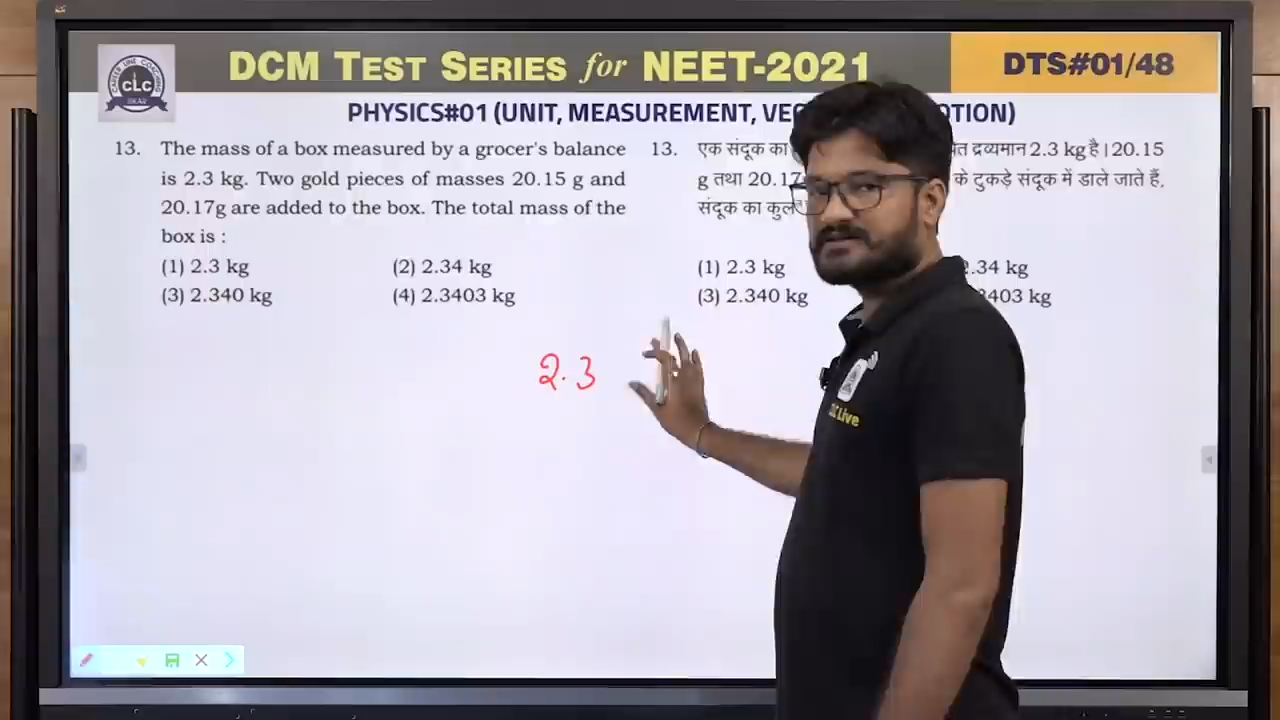 DCM TEST SERIES for NEET-2021
DTS#01/48
CLC
PHYSICS#01 (UNIT, MEASUREMENT,
13. The mass of a box measured by a grocer's balance
is 2.3 kg. Two gold pieces of masses 20.15 g and
20.17g are added to the box. The total mass of the
box is :
(1) 2.3 kg (2) 2.34 kg
(3) 2.340 kg (4) 2.3403 kg
13. एक संदूक का द्रव्यमान 2.3 kg है। 20.15
g तथा 20.17 के टुकड़े संदूक में डाले जाते हैं,
संदूक का कुल
(1) 2.3 kg .34 kg
(3) 2.340 kg 403 kg
2.3
Live